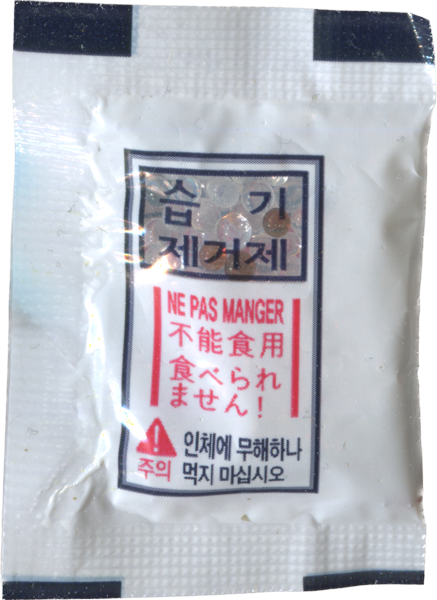 습 기
제거제
NE PAS MANGER
不能食用
食べられ
ません!
인체에 무해하나
주의 먹지 마십시오